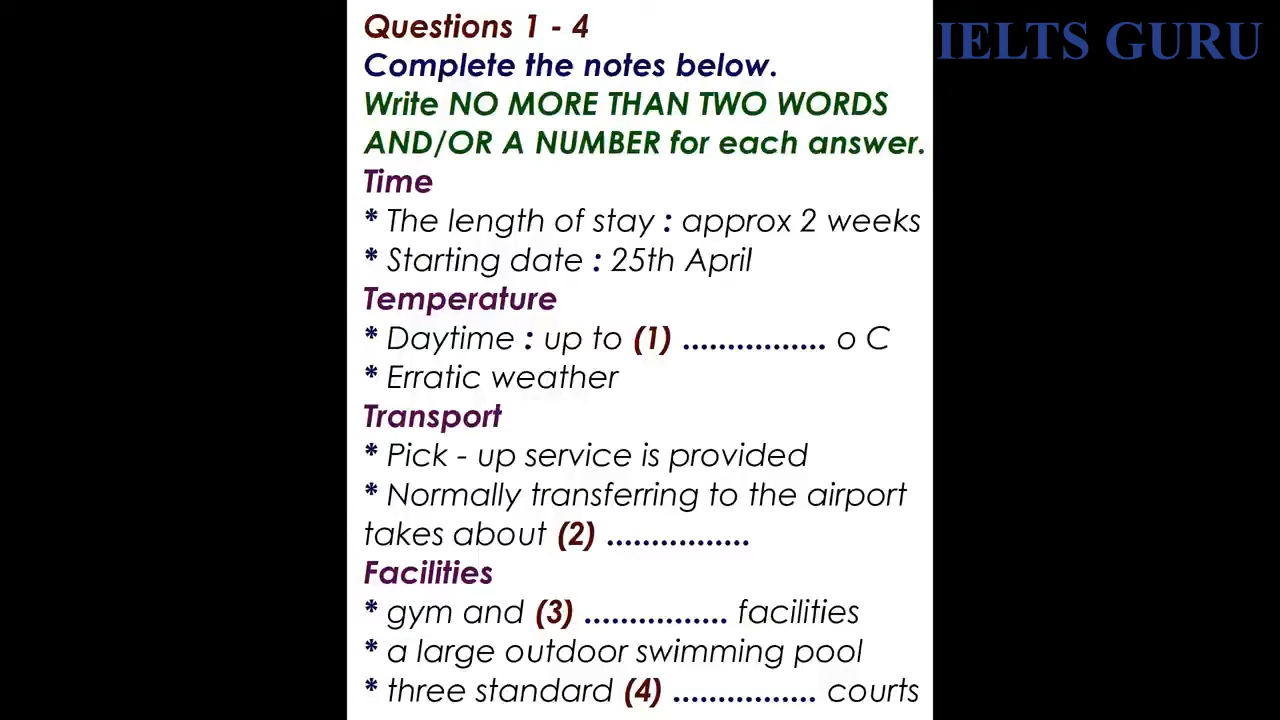 IELTS GURU
Questions 1 - 4
Complete the notes below.
Write NO MORE THAN TWO WORDS
AND/OR A NUMBER for each answer.
Time
* The length of stay : approx 2 weeks
* Starting date : 25th April
Temperature
* Daytime : up to (1) ................ o C
* Erratic weather
Transport
* Pick - up service is provided
* Normally transferring to the airport
takes about (2) ................
Facilities
* gym and (3) ................ facilities
* a large outdoor swimming pool
* three standard (4) ................ courts